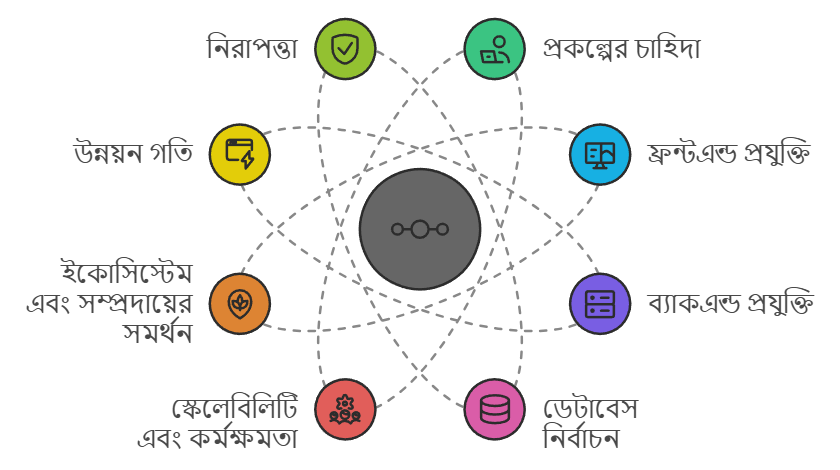 নিরাপত্তা
প্রকল্পের চাহিদা
উন্নয়ন গতি
ফ্রন্টএন্ড প্রযুক্তি
ইকোসিস্টেম
এবং সম্প্রদায়ের
সমর্থন
ব্যাকএন্ড প্রযুক্তি
স্কেলেবিলিটি
এবং কর্মক্ষমতা
ডেটাবেস
নির্বাচন